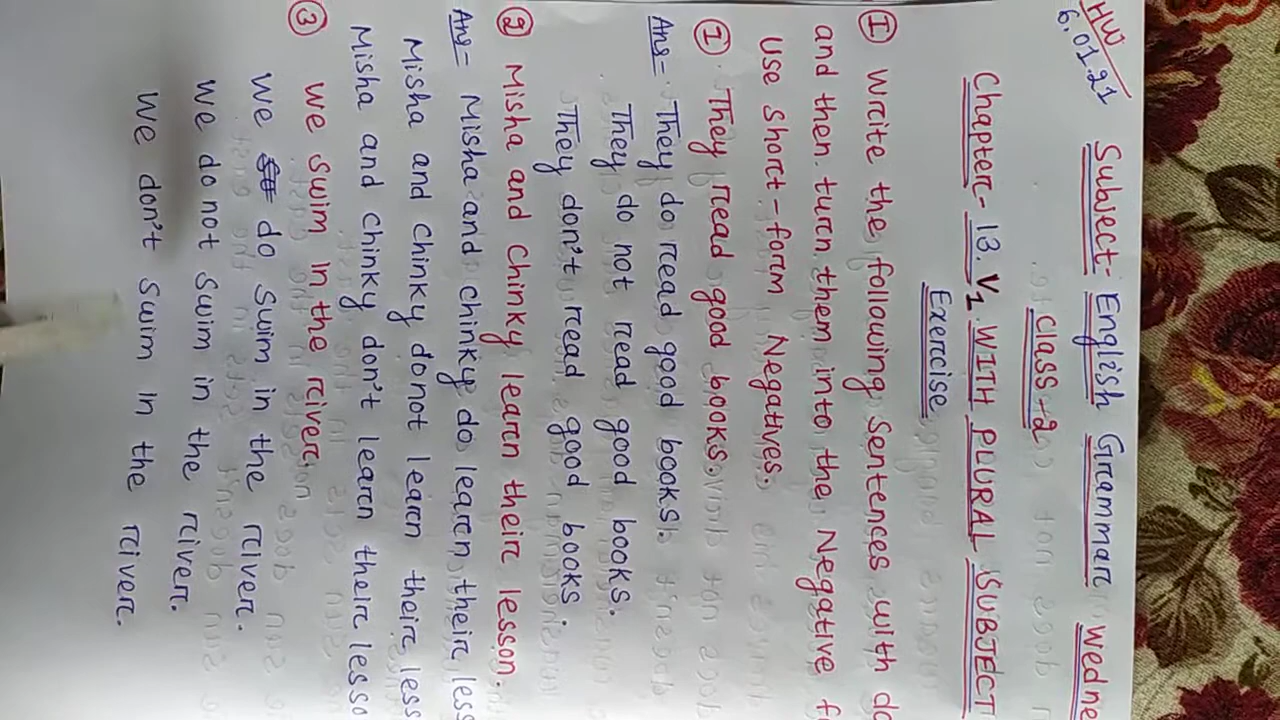 HW
6.01.21
Subject- English Grammar Wedne
Class-2
Chapter- 13. V1 WITH PLURAL SUBJECT
Exercise
I Write the following sentences with do
and then turn them into the Negative
Use short-form Negatives.
1 They read good books.
Ans= They do read good books.
They do not read good books.
They don't read good books.
2 Misha and Chinky learn their lesson.
Ans= Misha and chinky do learn their less
Misha and chinky donot learn their less
Misha and chinky don't learn their lesso
3 We swim in the river.
We do swim in the river.
We do not swim in the river.
We don't swim in the river.